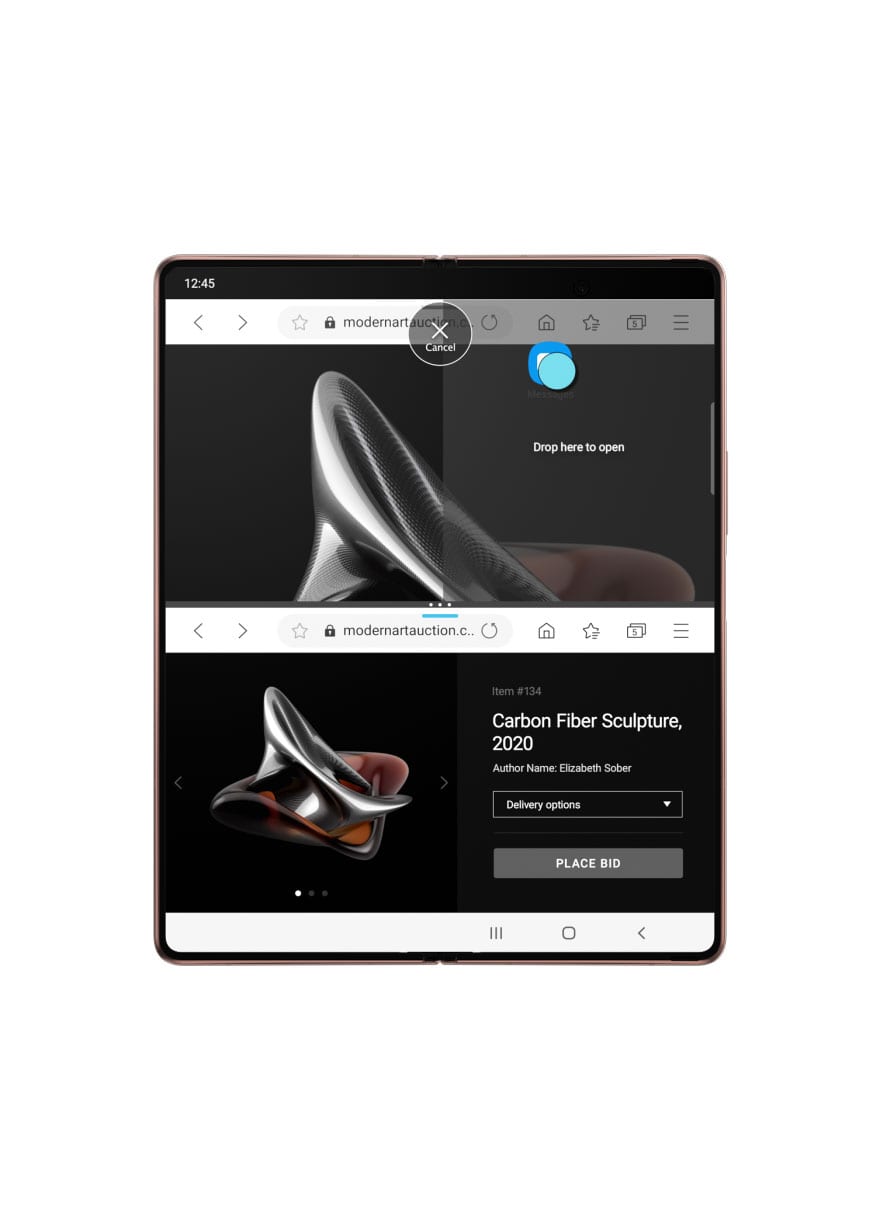 12:45
modernartauction.c..
5
Cancel
Messages
Drop here to open
modernartauction.c..
5
Item #134
Carbon Fiber Sculpture,
2020
Author Name: Elizabeth Sober
Delivery options
PLACE BID